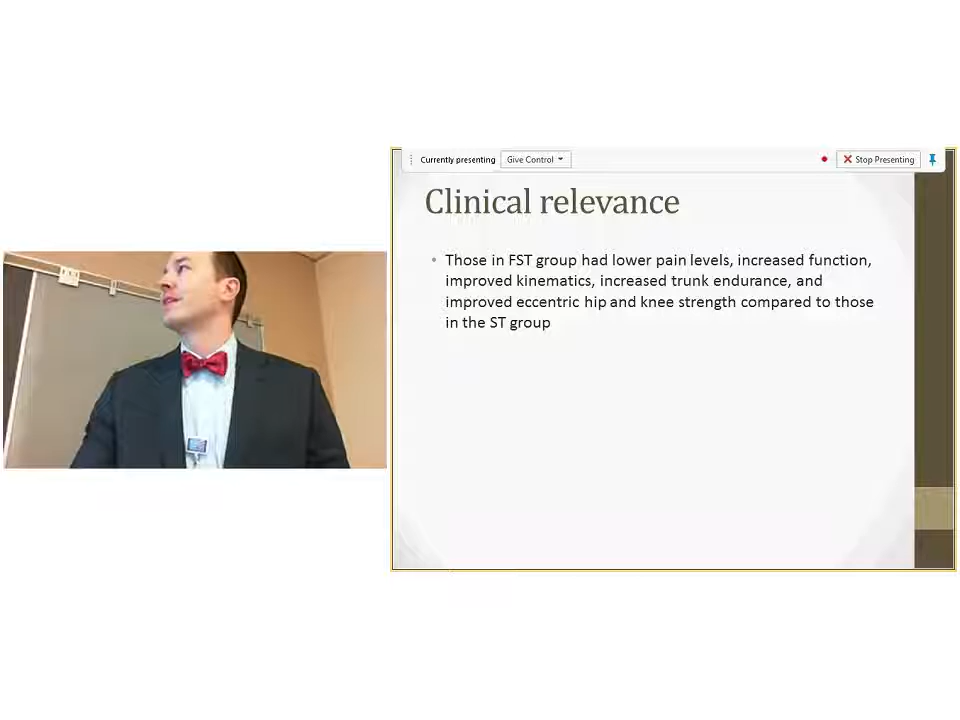 Currently presenting Give Control Stop Presenting
Clinical relevance
• Those in FST group had lower pain levels, increased function,
improved kinematics, increased trunk endurance, and
improved eccentric hip and knee strength compared to those
in the ST group